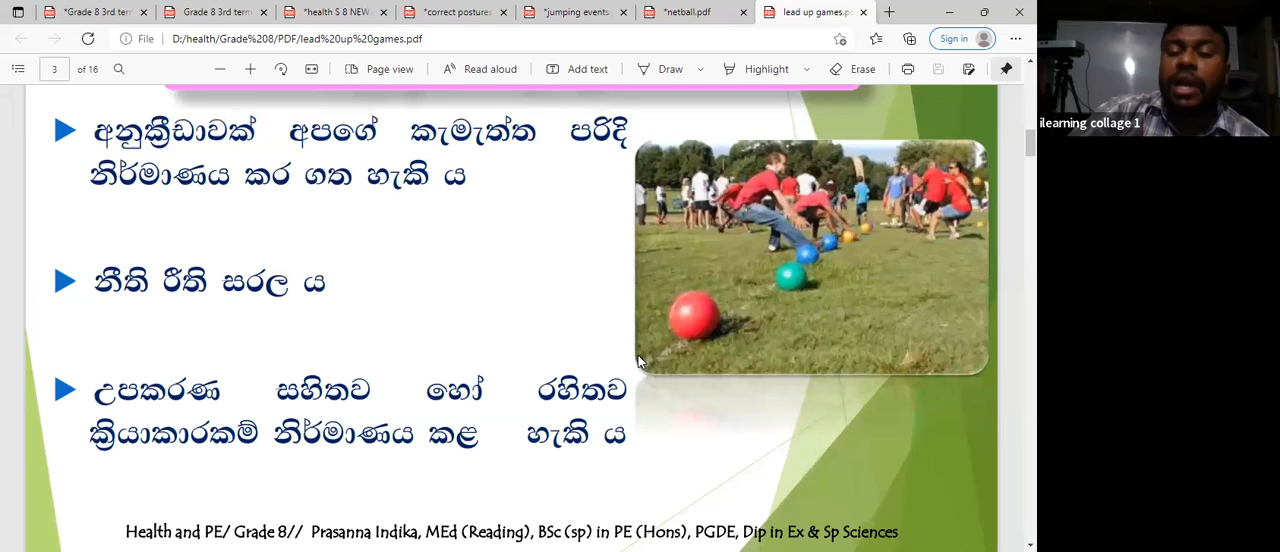 *Grade 8 3rd term
Grade 8 3rd term
*health S 8 NEW
*correct postures
*jumping events
*netball.pdf
lead up games.p
File
D:/health/Grade%208/PDF/lead%20up%20games.pdf
Sign in
3 of 16
Page view
Read aloud
Add text
Draw
Highlight
Erase
ilearning collage 1
අනුක්‍රීඩාවක් අපගේ කැමැත්ත පරිදි
නිර්මාණය කර ගත හැකි ය
නීති රීති සරල ය
උපකරණ සහිතව හෝ රහිතව
ක්‍රියාකාරකම් නිර්මාණය කළ හැකි ය
Health and PE/ Grade 8// Prasanna Indika, MEd (Reading), BSc (sp) in PE (Hons), PGDE, Dip in Ex & Sp Sciences